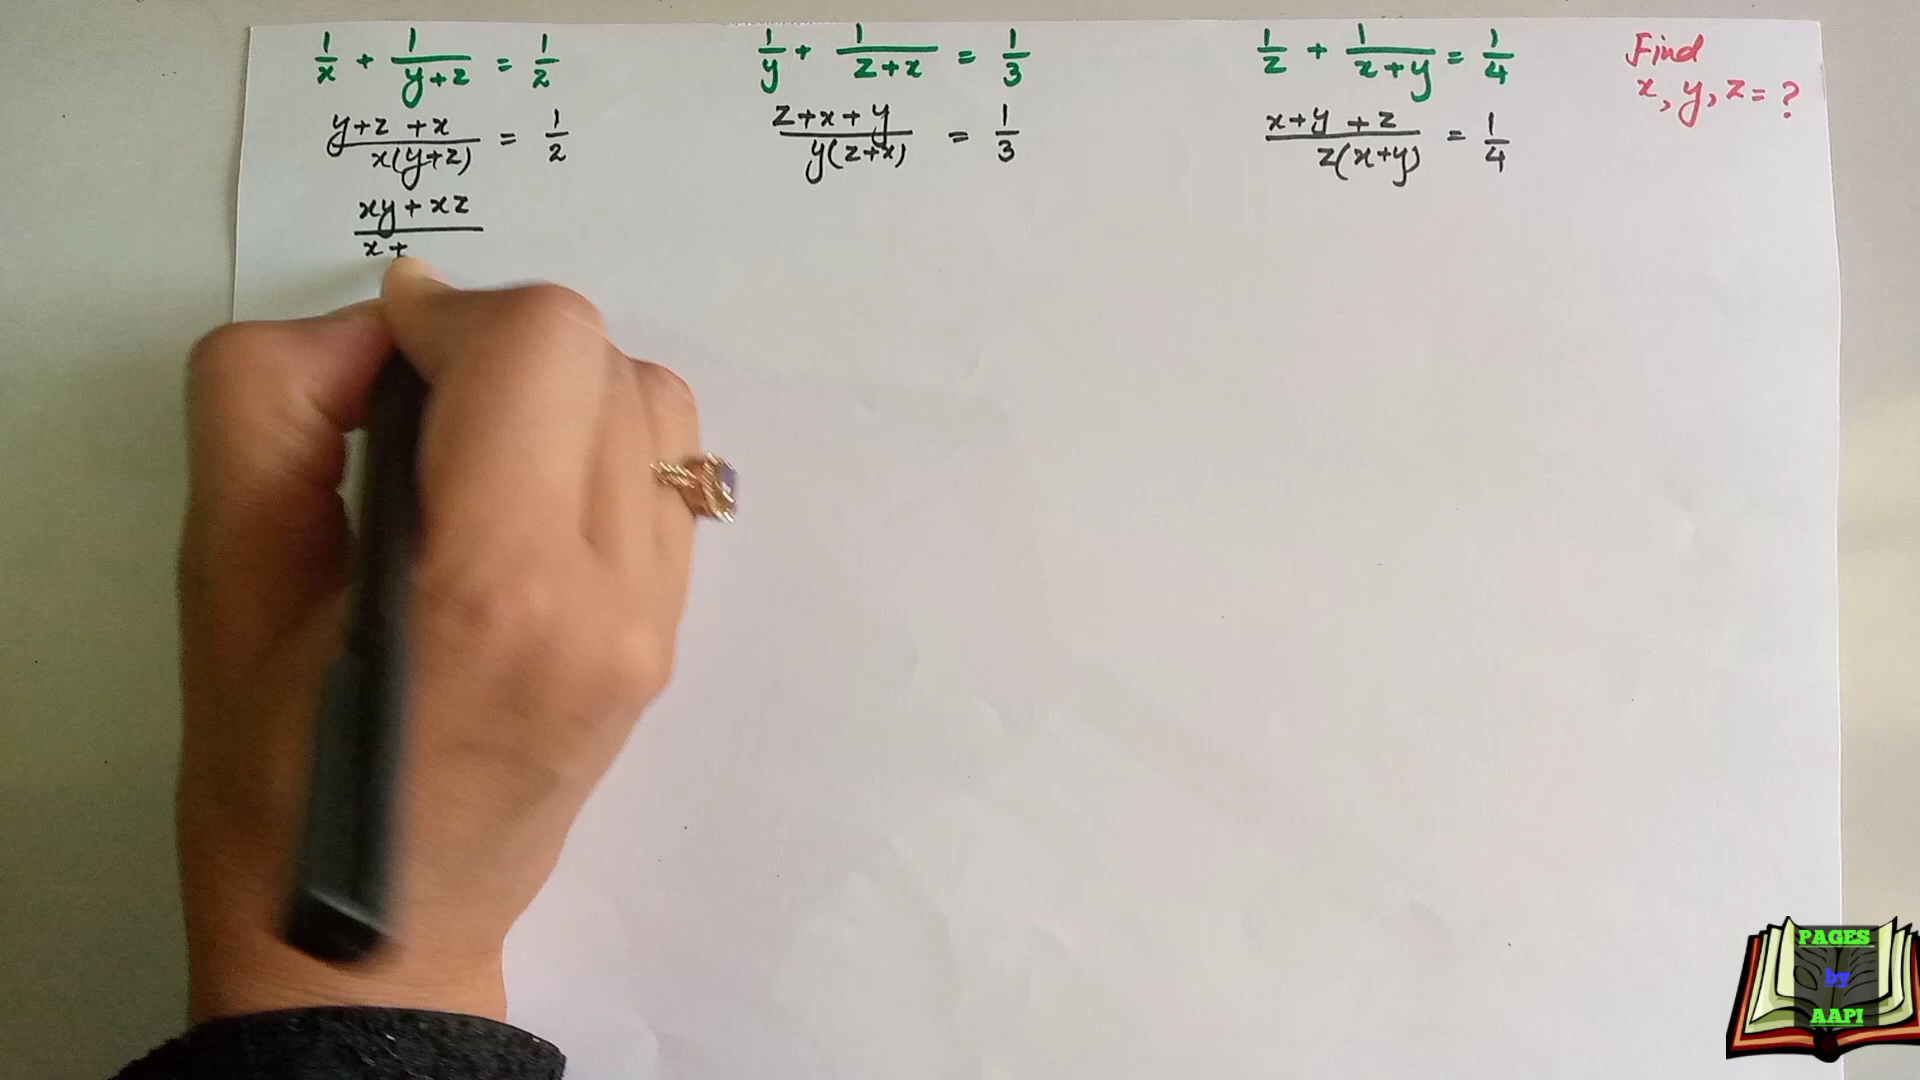 1/x + 1/(y+z) = 1/2
1/y + 1/(z+x) = 1/3
1/z + 1/(x+y) = 1/4
Find
x, y, z = ?
(y+z +x)/(x(y+z)) = 1/2
(z+x+y)/(y(z+x)) = 1/3
(x+y +z)/(z(x+y)) = 1/4
(xy + xz)/(x +
PAGES
by
AAPI